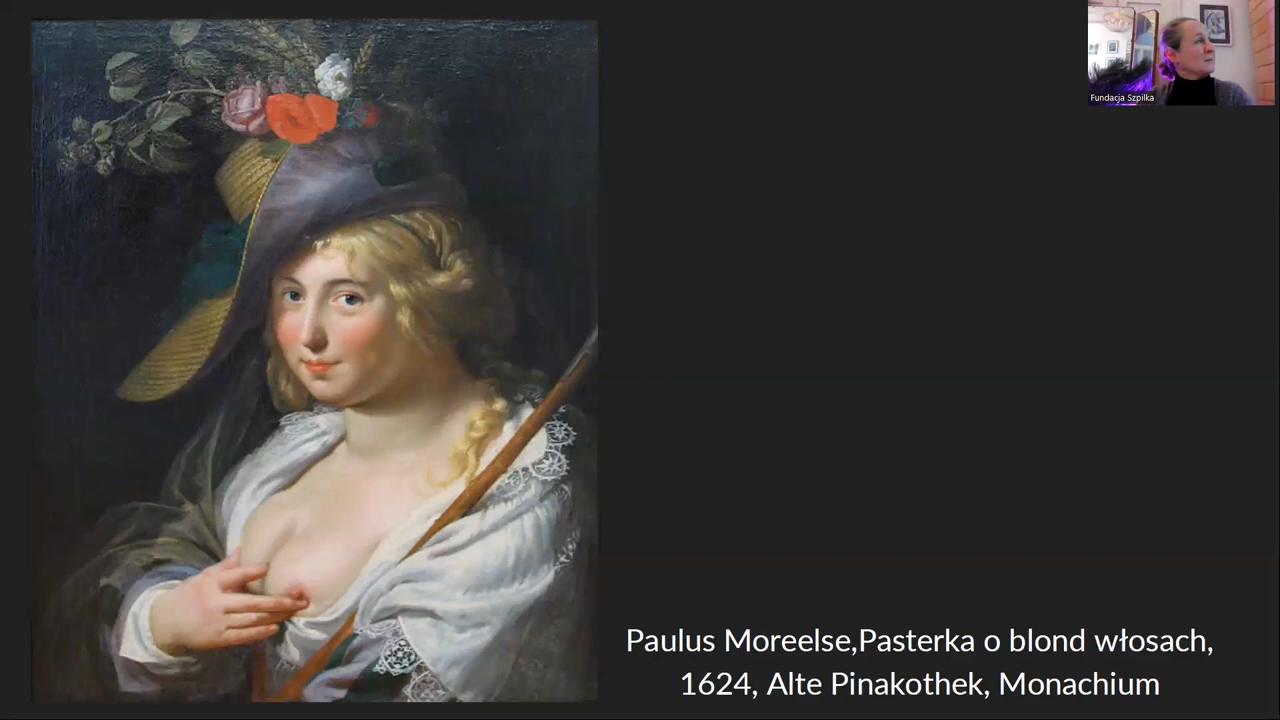 Fundacja Szpilka
Paulus Moreelse,Pasterka o blond włosach,
1624, Alte Pinakothek, Monachium